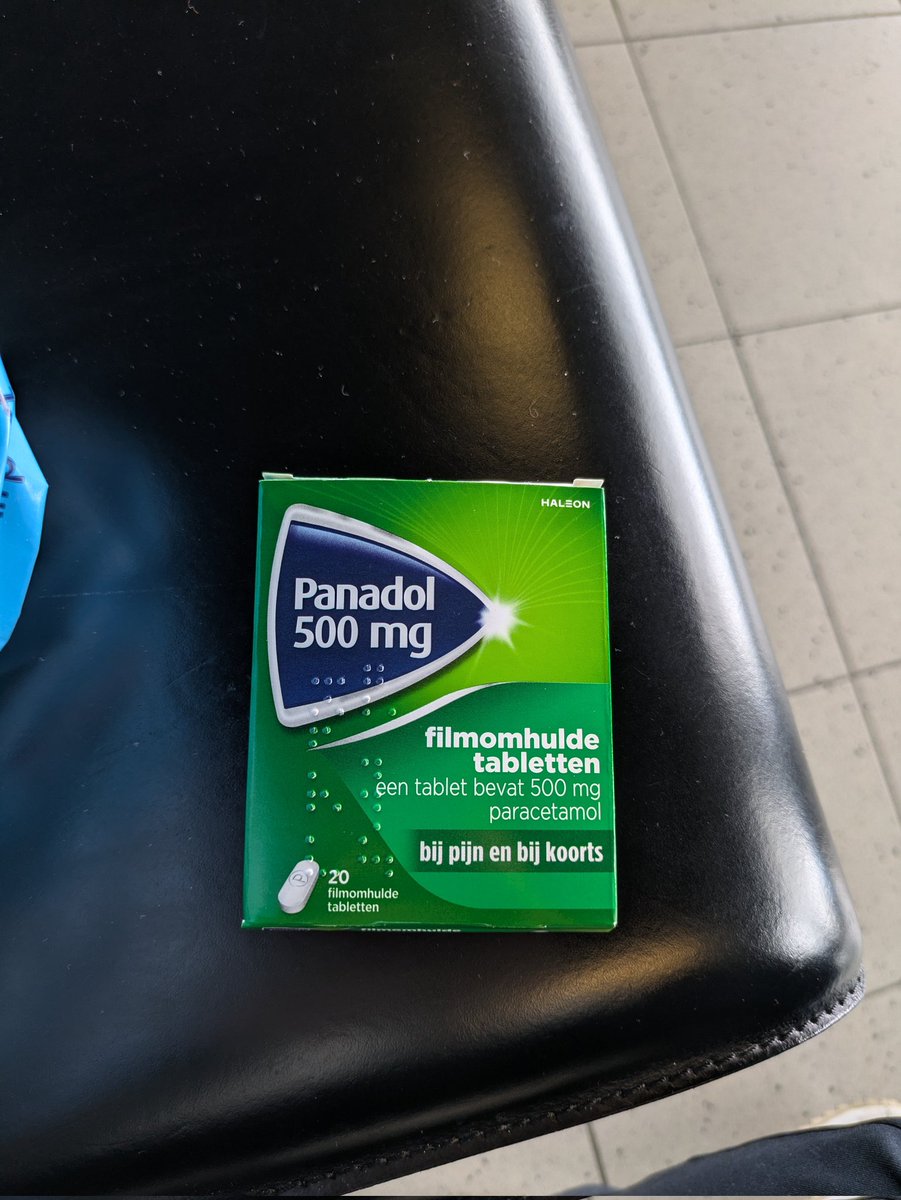 HALEON
Panadol
500 mg
filmomhulde
tabletten
een tablet bevat 500 mg
paracetamol
bij pijn en bij koorts
P
20
filmomhulde
tabletten
filmomhulde